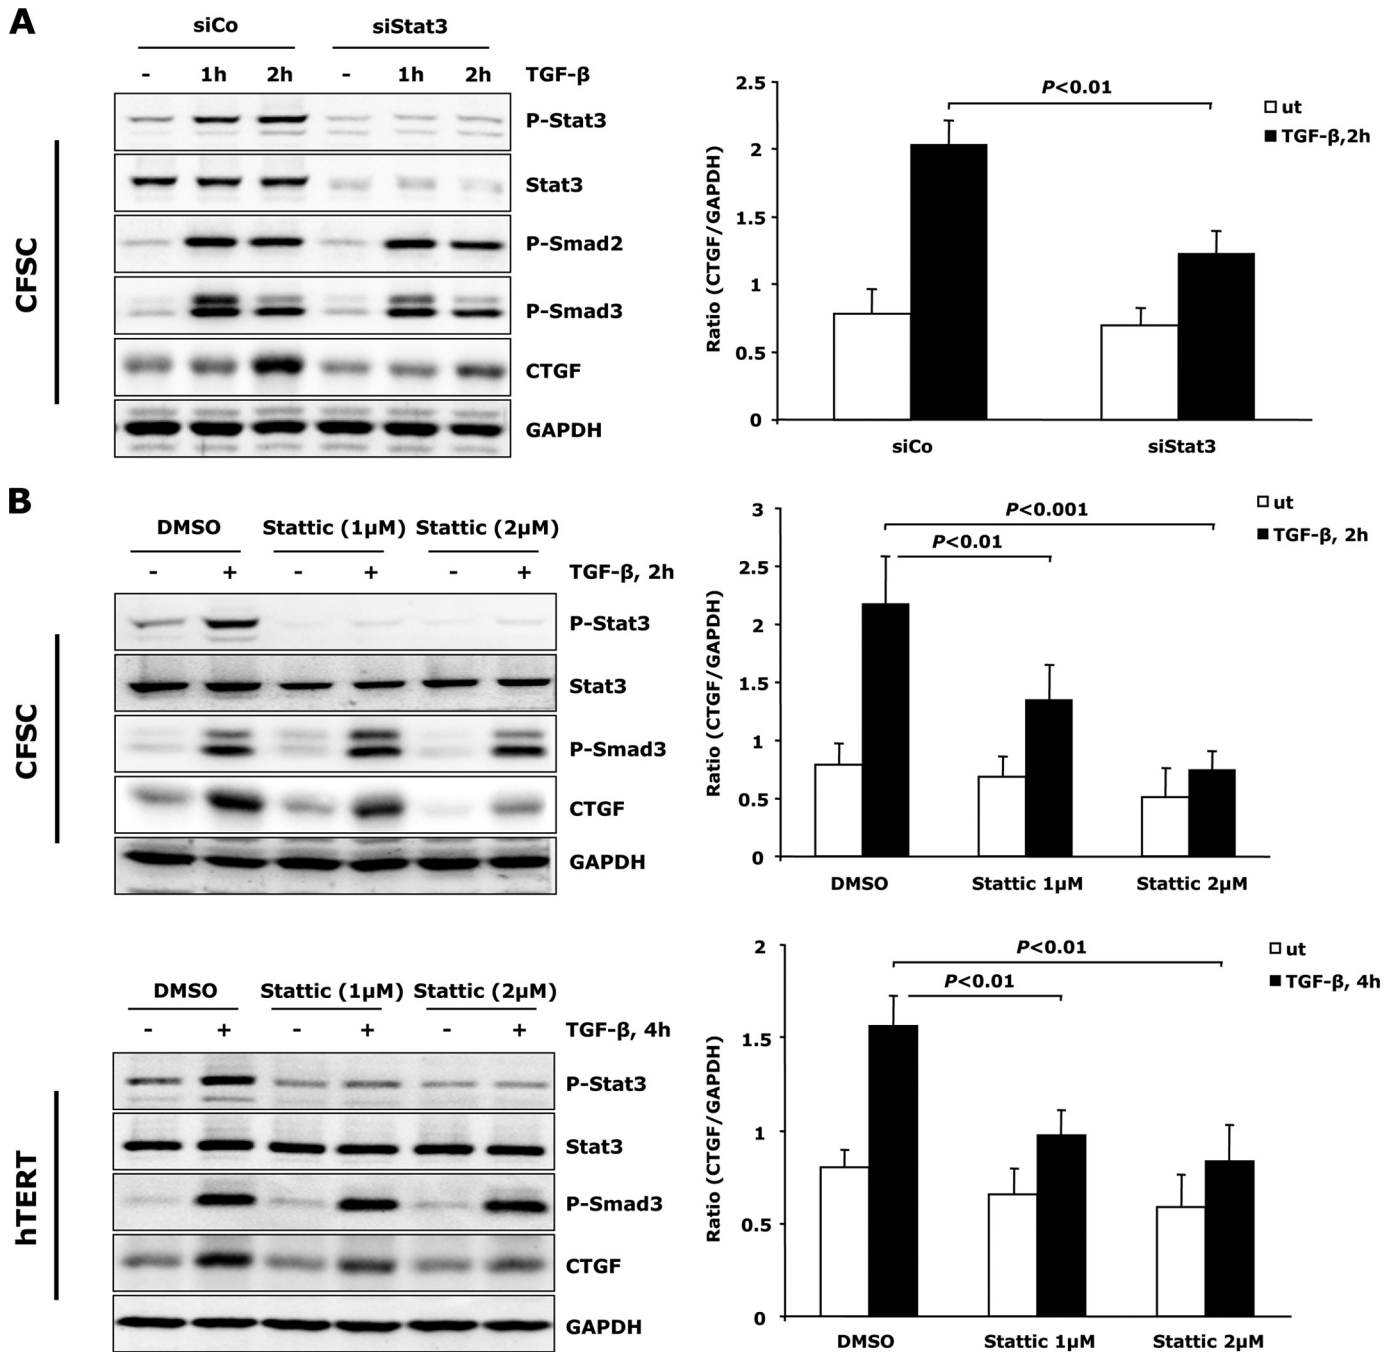 A
siCo siStat3
- 1h 2h - 1h 2h TGF-β
P-Stat3
Stat3
P-Smad2
P-Smad3
CTGF
GAPDH
CFSC
2.5
2
1.5
1
0.5
0
Ratio (CTGF/GAPDH)
P<0.01
ut
TGF-β,2h
siCo siStat3
B
DMSO Stattic (1μM) Stattic (2μM)
- + - + - + TGF-β, 2h
P-Stat3
Stat3
P-Smad3
CTGF
GAPDH
CFSC
3
2.5
2
1.5
1
0.5
0
Ratio (CTGF/GAPDH)
P<0.001
P<0.01
ut
TGF-β, 2h
DMSO Stattic 1μM Stattic 2μM
DMSO Stattic (1μM) Stattic (2μM)
- + - + - + TGF-β, 4h
P-Stat3
Stat3
P-Smad3
CTGF
GAPDH
hTERT
2
1.5
1
0.5
0
Ratio (CTGF/GAPDH)
P<0.01
P<0.01
ut
TGF-β, 4h
DMSO Stattic 1μM Stattic 2μM